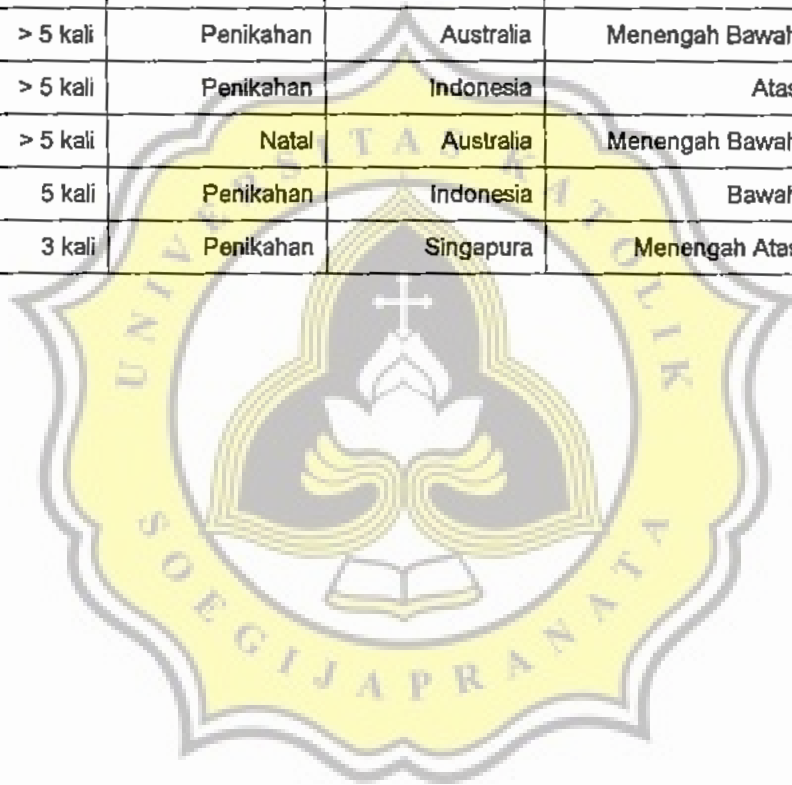 > 5 kali Penikahan Australia Menengah Bawah
> 5 kali Penikahan Indonesia Atas
> 5 kali Natal Australia Menengah Bawah
5 kali Penikahan Indonesia Bawah
3 kali Penikahan Singapura Menengah Atas
UNIVERSITAS KATOLIK
SOEGIJAPRANATA